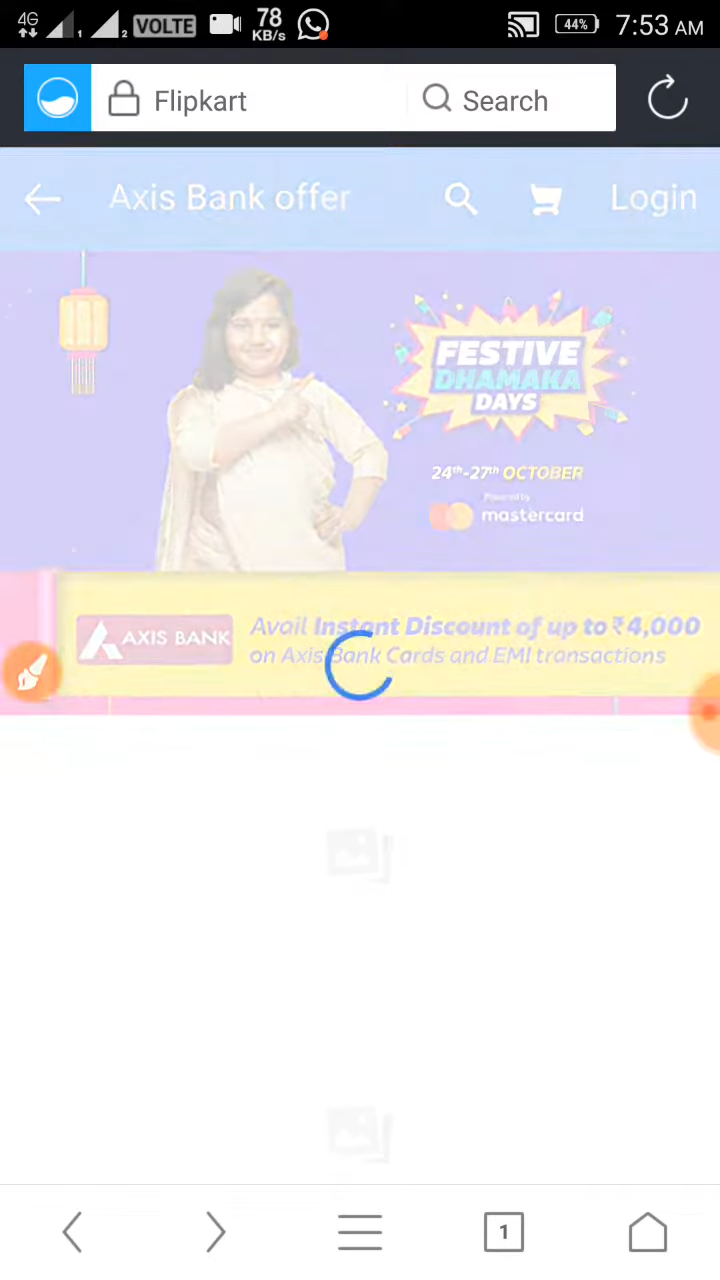 4G 1 2 VOLTE 78 KB/s 44% 7:53 AM
Flipkart Search
Axis Bank offer Login
FESTIVE
DHAMAKA
DAYS
24th-27th OCTOBER
Powered by
mastercard
AXIS BANK Avail Instant Discount of up to ₹4,000
on Axis Bank Cards and EMI transactions
1